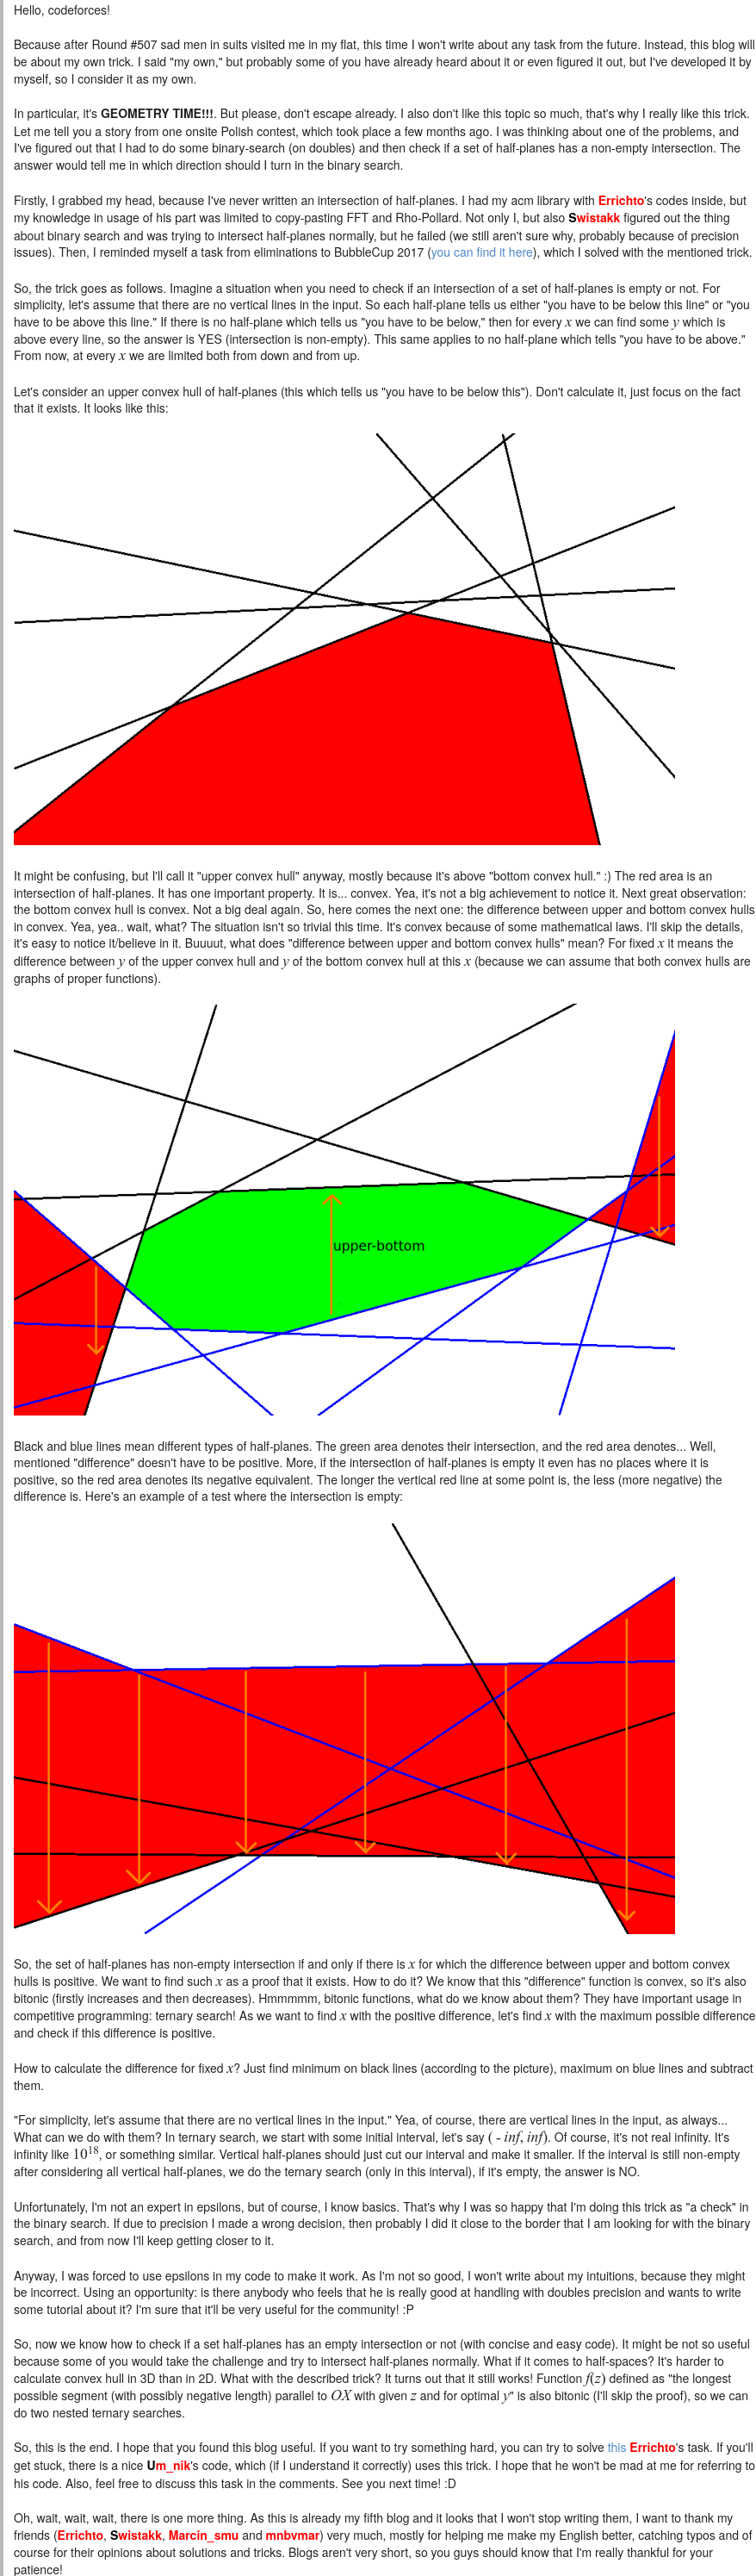 Hello, codeforces!
Because after Round #507 sad men in suits visited me in my flat, this time I won't write about any task from the future. Instead, this blog will
be about my own trick. I said "my own," but probably some of you have already heard about it or even figured it out, but I've developed it by
myself, so I consider it as my own.
In particular, it's GEOMETRY TIME!!!. But please, don't escape already. I also don't like this topic so much, that's why I really like this trick.
Let me tell you a story from one onsite Polish contest, which took place a few months ago. I was thinking about one of the problems, and
I've figured out that I had to do some binary-search (on doubles) and then check if a set of half-planes has a non-empty intersection. The
answer would tell me in which direction should I turn in the binary search.
Firstly, I grabbed my head, because I've never written an intersection of half-planes. I had my acm library with Errichto's codes inside, but
my knowledge in usage of his part was limited to copy-pasting FFT and Rho-Pollard. Not only I, but also Swistakk figured out the thing
about binary search and was trying to intersect half-planes normally, but he failed (we still aren't sure why, probably because of precision
issues). Then, I reminded myself a task from eliminations to BubbleCup 2017 (you can find it here), which I solved with the mentioned trick.
So, the trick goes as follows. Imagine a situation when you need to check if an intersection of a set of half-planes is empty or not. For
simplicity, let's assume that there are no vertical lines in the input. So each half-plane tells us either "you have to be below this line" or "you
have to be above this line." If there is no half-plane which tells us "you have to be below," then for every x we can find some y which is
above every line, so the answer is YES (intersection is non-empty). This same applies to no half-plane which tells "you have to be above."
From now, at every x we are limited both from down and from up.
Let's consider an upper convex hull of half-planes (this which tells us "you have to be below this"). Don't calculate it, just focus on the fact
that it exists. It looks like this:
It might be confusing, but I'll call it "upper convex hull" anyway, mostly because it's above "bottom convex hull." :) The red area is an
intersection of half-planes. It has one important property. It is... convex. Yea, it's not a big achievement to notice it. Next great observation:
the bottom convex hull is convex. Not a big deal again. So, here comes the next one: the difference between upper and bottom convex hulls
in convex. Yea, yea.. wait, what? The situation isn't so trivial this time. It's convex because of some mathematical laws. I'll skip the details,
it's easy to notice it/believe in it. Buuuut, what does "difference between upper and bottom convex hulls" mean? For fixed x it means the
difference between y of the upper convex hull and y of the bottom convex hull at this x (because we can assume that both convex hulls are
graphs of proper functions).
upper-bottom
Black and blue lines mean different types of half-planes. The green area denotes their intersection, and the red area denotes... Well,
mentioned "difference" doesn't have to be positive. More, if the intersection of half-planes is empty it even has no places where it is
positive, so the red area denotes its negative equivalent. The longer the vertical red line at some point is, the less (more negative) the
difference is. Here's an example of a test where the intersection is empty:
So, the set of half-planes has non-empty intersection if and only if there is x for which the difference between upper and bottom convex
hulls is positive. We want to find such x as a proof that it exists. How to do it? We know that this "difference" function is convex, so it's also
bitonic (firstly increases and then decreases). Hmmmmm, bitonic functions, what do we know about them? They have important usage in
competitive programming: ternary search! As we want to find x with the positive difference, let's find x with the maximum possible difference
and check if this difference is positive.
How to calculate the difference for fixed x? Just find minimum on black lines (according to the picture), maximum on blue lines and subtract
them.
"For simplicity, let's assume that there are no vertical lines in the input." Yea, of course, there are vertical lines in the input, as always...
What can we do with them? In ternary search, we start with some initial interval, let's say ( - inf, inf). Of course, it's not real infinity. It's
infinity like 10^18, or something similar. Vertical half-planes should just cut our interval and make it smaller. If the interval is still non-empty
after considering all vertical half-planes, we do the ternary search (only in this interval), if it's empty, the answer is NO.
Unfortunately, I'm not an expert in epsilons, but of course, I know basics. That's why I was so happy that I'm doing this trick as "a check" in
the binary search. If due to precision I made a wrong decision, then probably I did it close to the border that I am looking for with the binary
search, and from now I'll keep getting closer to it.
Anyway, I was forced to use epsilons in my code to make it work. As I'm not so good, I won't write about my intuitions, because they might
be incorrect. Using an opportunity: is there anybody who feels that he is really good at handling with doubles precision and wants to write
some tutorial about it? I'm sure that it'll be very useful for the community! :P
So, now we know how to check if a set half-planes has an empty intersection or not (with concise and easy code). It might be not so useful
because some of you would take the challenge and try to intersect half-planes normally. What if it comes to half-spaces? It's harder to
calculate convex hull in 3D than in 2D. What with the described trick? It turns out that it still works! Function f(z) defined as "the longest
possible segment (with possibly negative length) parallel to OX with given z and for optimal y" is also bitonic (I'll skip the proof), so we can
do two nested ternary searches.
So, this is the end. I hope that you found this blog useful. If you want to try something hard, you can try to solve this Errichto's task. If you'll
get stuck, there is a nice Um_nik's code, which (if I understand it correctly) uses this trick. I hope that he won't be mad at me for referring to
his code. Also, feel free to discuss this task in the comments. See you next time! :D
Oh, wait, wait, wait, there is one more thing. As this is already my fifth blog and it looks that I won't stop writing them, I want to thank my
friends (Errichto, Swistakk, Marcin_smu and mnbvmar) very much, mostly for helping me make my English better, catching typos and of
course for their opinions about solutions and tricks. Blogs aren't very short, so you guys should know that I'm really thankful for your
patience!